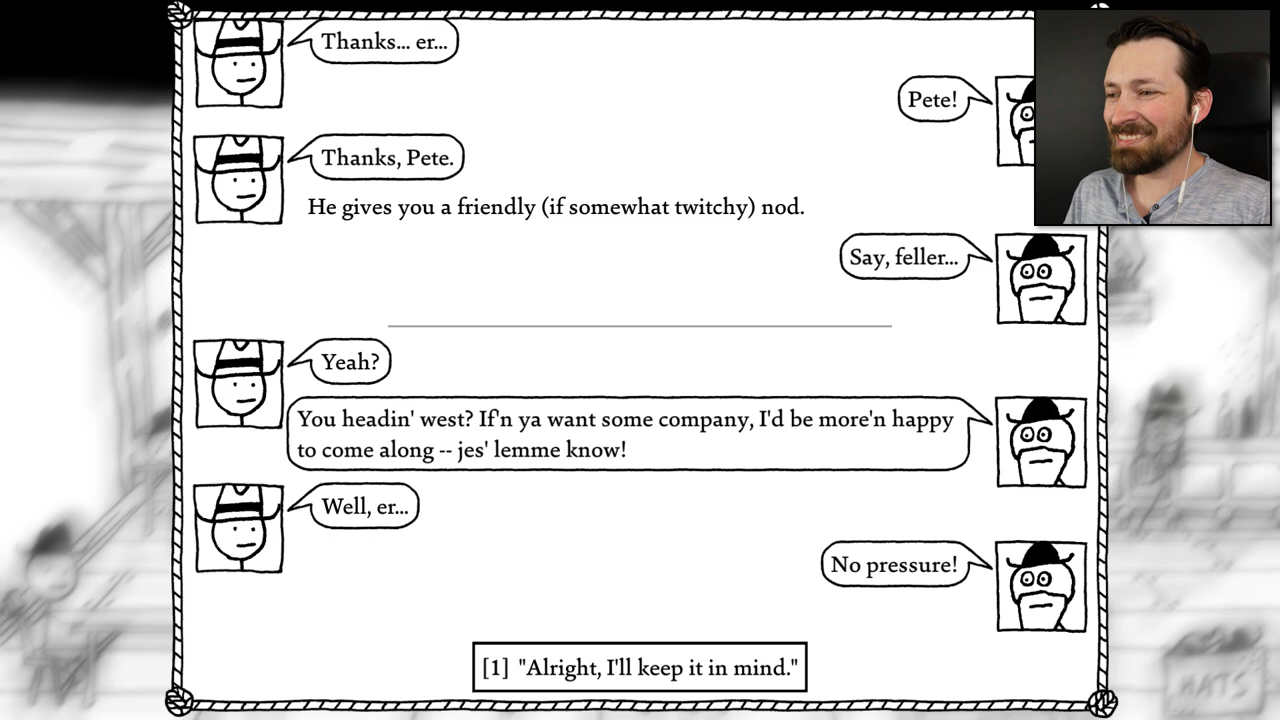 Thanks... er...
Pete!
Thanks, Pete.
He gives you a friendly (if somewhat twitchy) nod.
Say, feller...
Yeah?
You headin' west? If'n ya want some company, I'd be more'n happy
to come along -- jes' lemme know!
Well, er...
No pressure!
[1] "Alright, I'll keep it in mind."
HATS